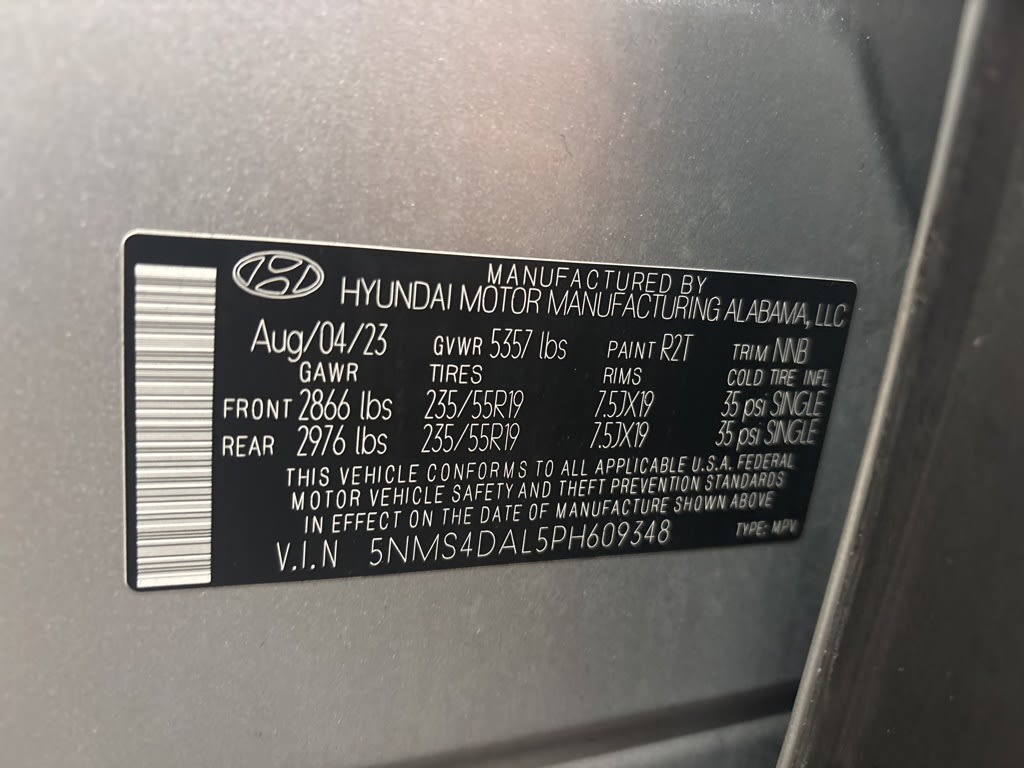 MANUFACTURED BY
HYUNDAI MOTOR MANUFACTURING ALABAMA, LLC
Aug/04/23 GVWR 5357 lbs PAINT R2T TRIM NNB
GAWR TIRES RIMS COLD TIRE INFL
FRONT 2866 lbs 235/55R19 7.5JX19 35 psi SINGLE
REAR 2976 lbs 235/55R19 7.5JX19 35 psi SINGLE
THIS VEHICLE CONFORMS TO ALL APPLICABLE U.S.A. FEDERAL
MOTOR VEHICLE SAFETY AND THEFT PREVENTION STANDARDS
IN EFFECT ON THE DATE OF MANUFACTURE SHOWN ABOVE
V.I.N 5NMS4DAL5PH609348 TYPE: MPV